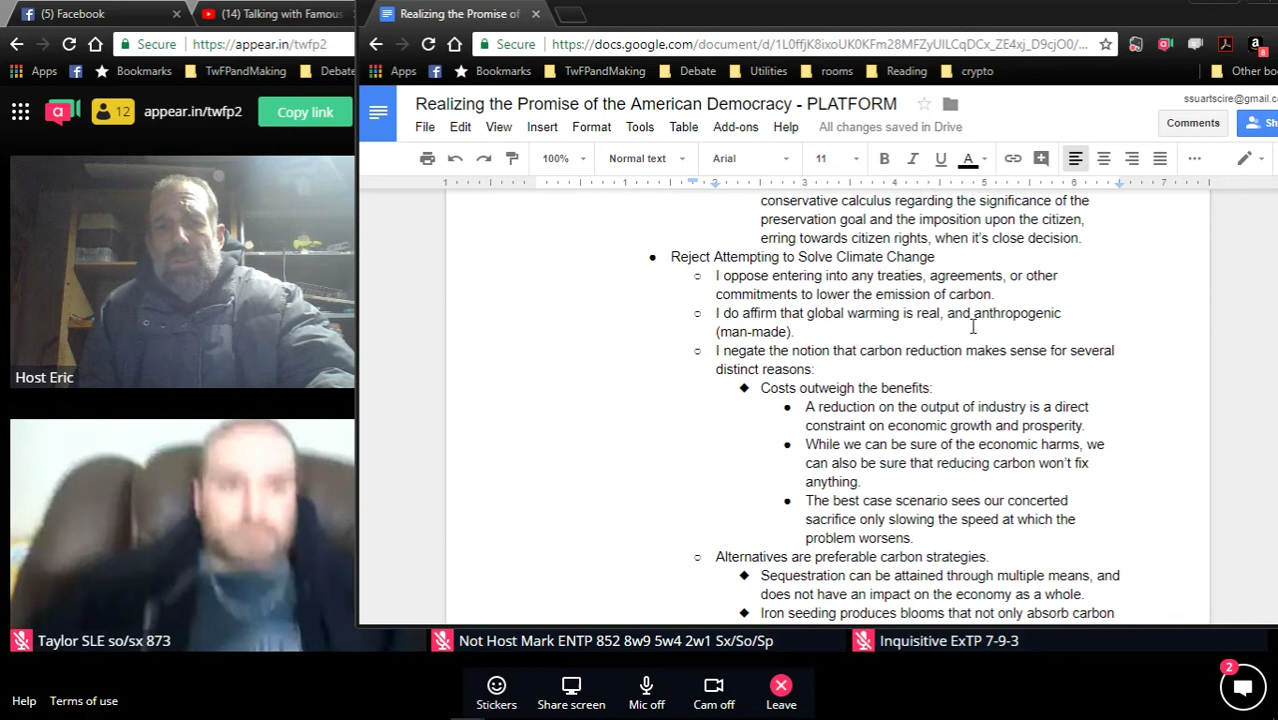 (5) Facebook
(14) Talking with Famous
Realizing the Promise of
Secure
https://appear.in/twfp2
Secure
https://docs.google.com/document/d/1L0ffjK8ixoUK0KFm28MFZyUILCqDCx_ZE4xj_D9cjO0/...
8
Apps
Bookmarks
TwFPandMaking
Debate
Apps
Bookmarks
TwFPandMaking
Debate
Utilities
rooms
Reading
crypto
Other boo
12
appear.in/twfp2
Copy link
Realizing the Promise of the American Democracy - PLATFORM
ssuartscire@gmail.co
File Edit View Insert Format Tools Table Add-ons Help All changes saved in Drive
Comments
Sh
100%
Normal text
Arial
11
B
I
U
A
1 1 2 3 4 5 6 7
conservative calculus regarding the significance of the
preservation goal and the imposition upon the citizen,
erring towards citizen rights, when it's close decision.
Reject Attempting to Solve Climate Change
I oppose entering into any treaties, agreements, or other
commitments to lower the emission of carbon.
I do affirm that global warming is real, and anthropogenic
(man-made).
I negate the notion that carbon reduction makes sense for several
distinct reasons:
Costs outweigh the benefits:
A reduction on the output of industry is a direct
constraint on economic growth and prosperity.
While we can be sure of the economic harms, we
can also be sure that reducing carbon won't fix
anything.
The best case scenario sees our concerted
sacrifice only slowing the speed at which the
problem worsens.
Alternatives are preferable carbon strategies.
Sequestration can be attained through multiple means, and
does not have an impact on the economy as a whole.
Iron seeding produces blooms that not only absorb carbon
Host Eric
Taylor SLE so/sx 873
Not Host Mark ENTP 852 8w9 5w4 2w1 Sx/So/Sp
Inquisitive ExTP 7-9-3
Help
Terms of use
Stickers
Share screen
Mic off
Cam off
Leave
2